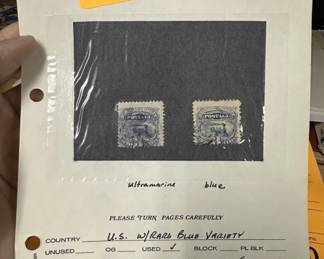 POSTAGE POSTAGE
ultramarine blue
PLEASE TURN PAGES CAREFULLY
COUNTRY U.S. W/RARE BLUE VARIETY
UNUSED OG USED ✓ BLOCK PL BLK